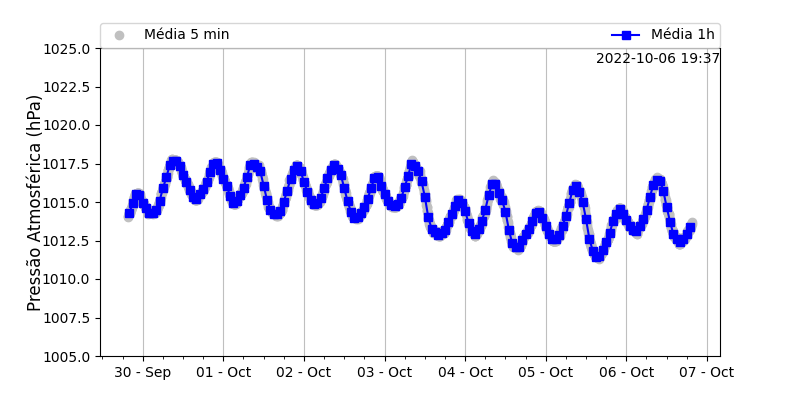 Média 5 min
Média 1h
2022-10-06 19:37
Pressão Atmosférica (hPa)
1025.0
1022.5
1020.0
1017.5
1015.0
1012.5
1010.0
1007.5
1005.0
30 - Sep
01 - Oct
02 - Oct
03 - Oct
04 - Oct
05 - Oct
06 - Oct
07 - Oct